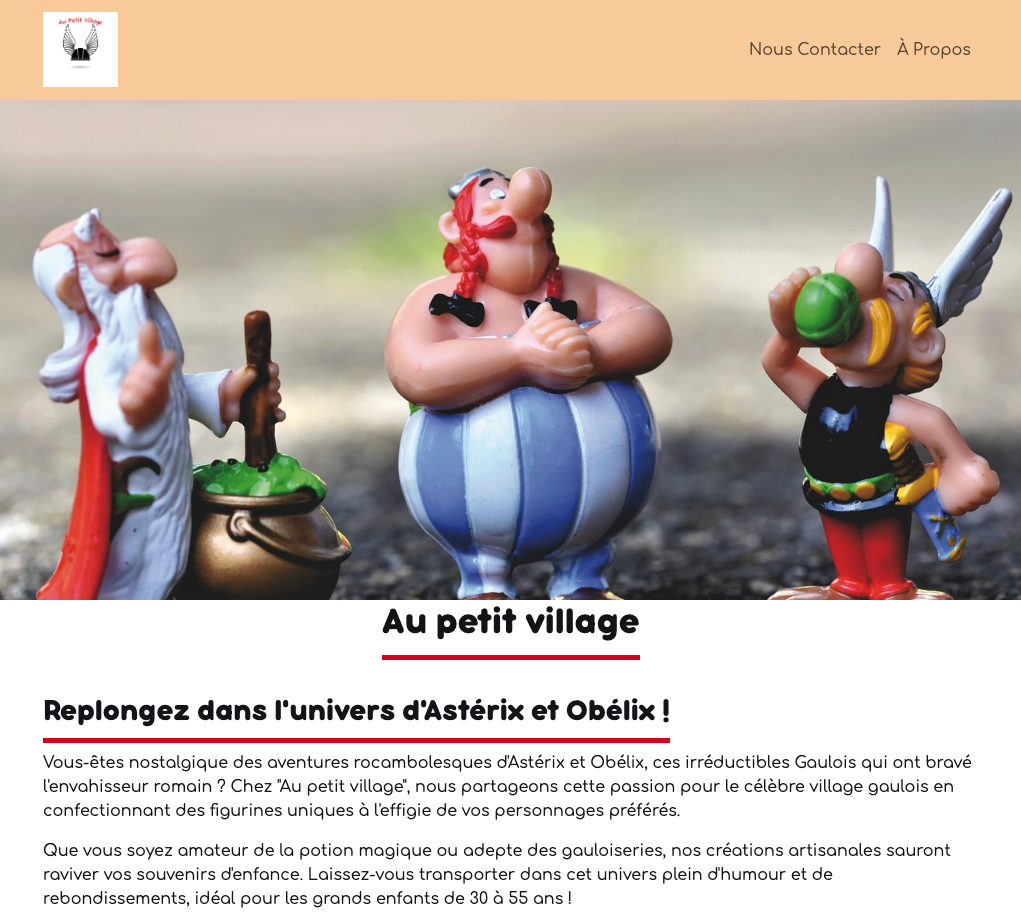 Au Petit Village
Nous Contacter À Propos
Au petit village
Replongez dans l'univers d'Astérix et Obélix !
Vous-êtes nostalgique des aventures rocambolesques d'Astérix et Obélix, ces irréductibles Gaulois qui ont bravé
l'envahisseur romain ? Chez "Au petit village", nous partageons cette passion pour le célèbre village gaulois en
confectionnant des figurines uniques à l'effigie de vos personnages préférés.
Que vous soyez amateur de la potion magique ou adepte des gauloiseries, nos créations artisanales sauront
raviver vos souvenirs d'enfance. Laissez-vous transporter dans cet univers plein d'humour et de
rebondissements, idéal pour les grands enfants de 30 à 55 ans !